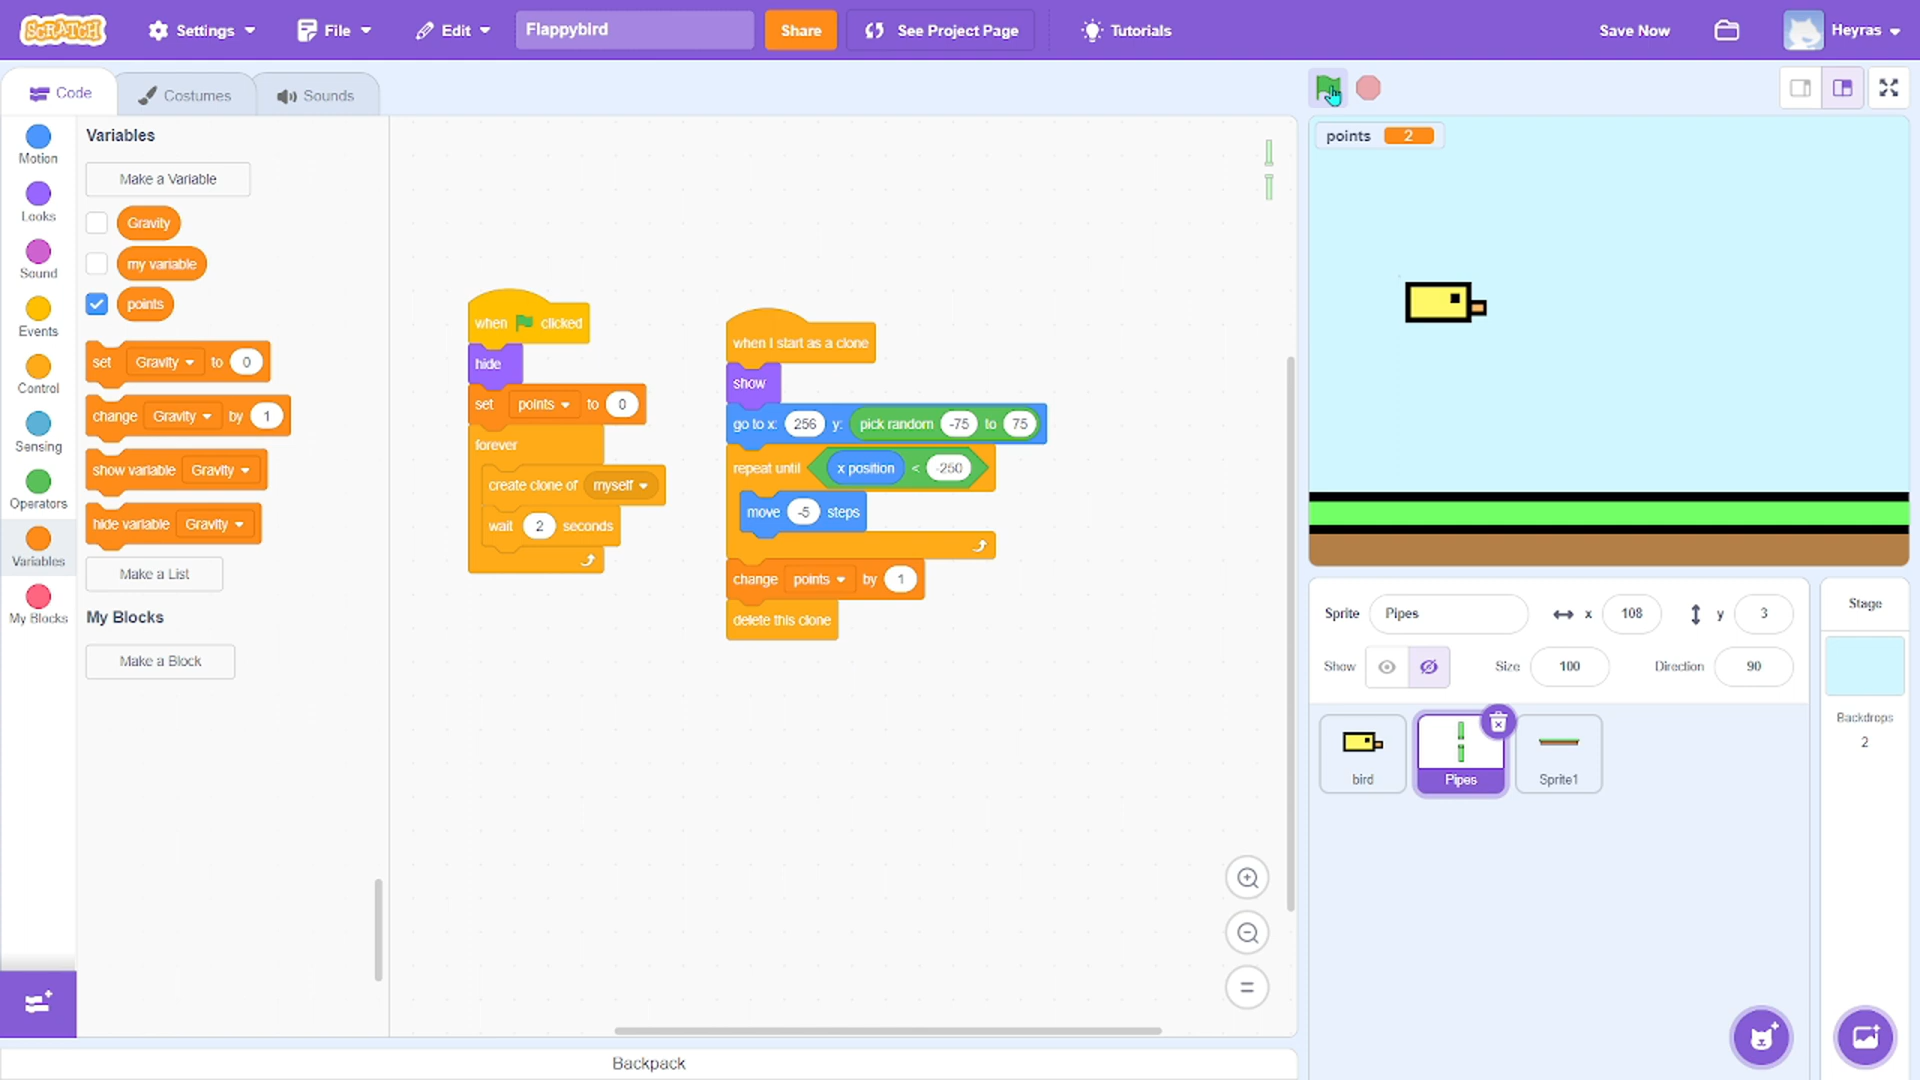 SCRATCH Settings File Edit Flappybird Share See Project Page Tutorials Save Now Heyras
Code Costumes Sounds
Motion
Looks
Sound
Events
Control
Sensing
Operators
Variables
My Blocks
Variables
Make a Variable
Gravity
my variable
points
set Gravity to 0
change Gravity by 1
show variable Gravity
hide variable Gravity
Make a List
My Blocks
Make a Block
when clicked
hide
set points to 0
forever
create clone of myself
wait 2 seconds
when I start as a clone
show
go to x: 256 y: pick random -75 to 75
repeat until x position < -250
move -5 steps
change points by 1
delete this clone
points 2
Sprite Pipes x 108 y 3
Show Size 100 Direction 90
bird
Pipes
Sprite1
Stage
Backdrops
2
Backpack